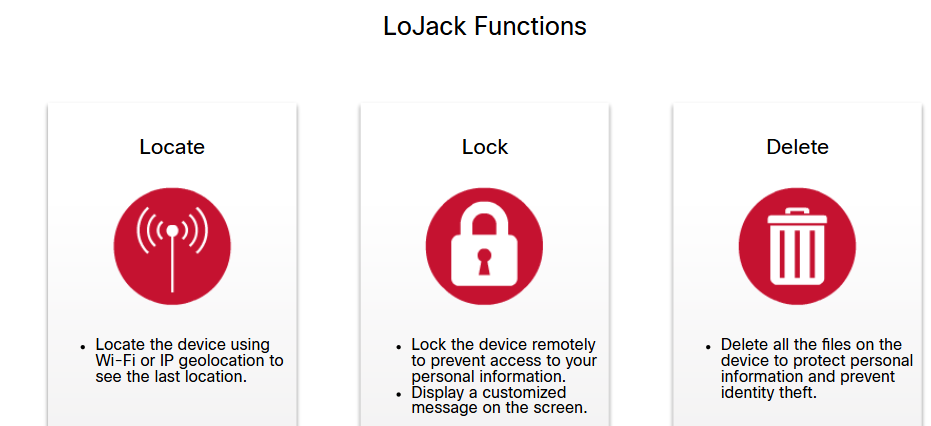 LoJack Functions
Locate
Lock
Delete
• Locate the device using
Wi-Fi or IP geolocation to
see the last location.
• Lock the device remotely
to prevent access to your
personal information.
• Display a customized
message on the screen.
• Delete all the files on the
device to protect personal
information and prevent
identity theft.